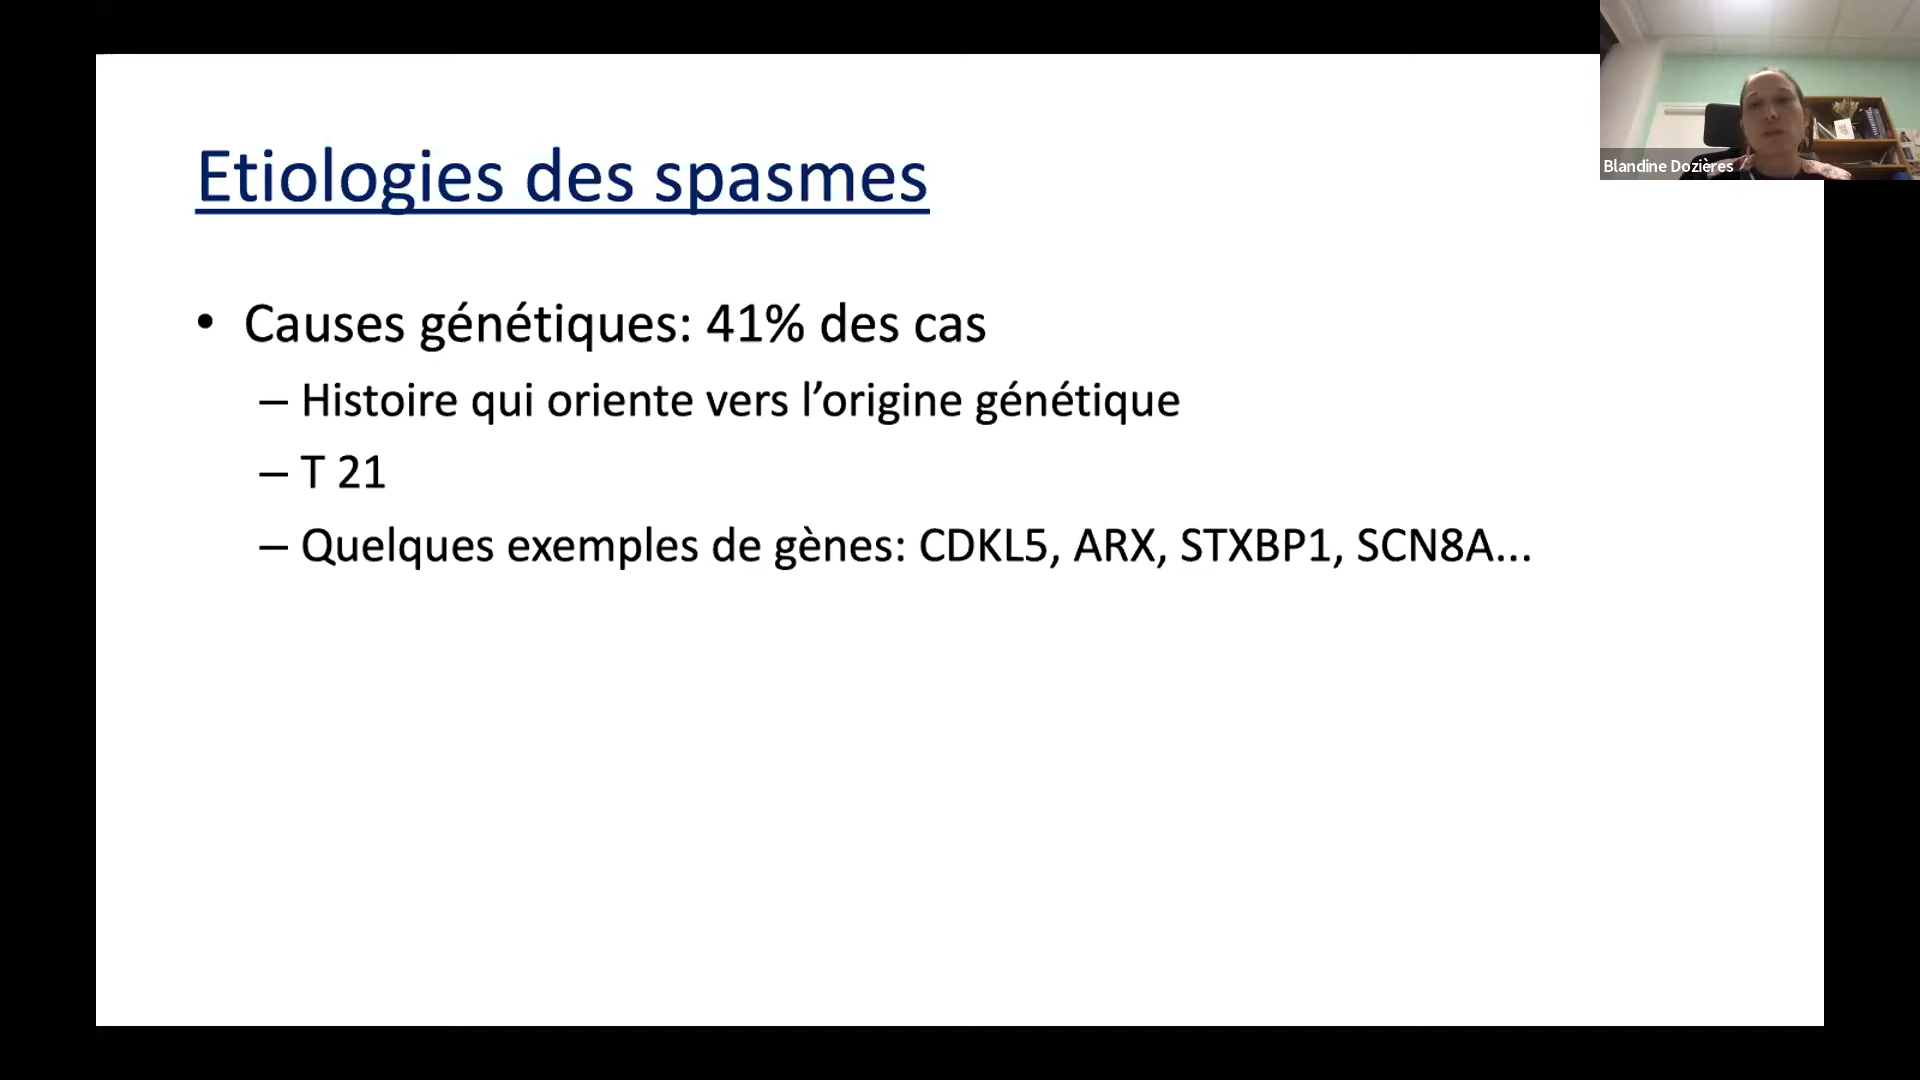 Etiologies des spasmes
Blandine Dozières
• Causes génétiques: 41% des cas
– Histoire qui oriente vers l’origine génétique
– T 21
– Quelques exemples de gènes: CDKL5, ARX, STXBP1, SCN8A...